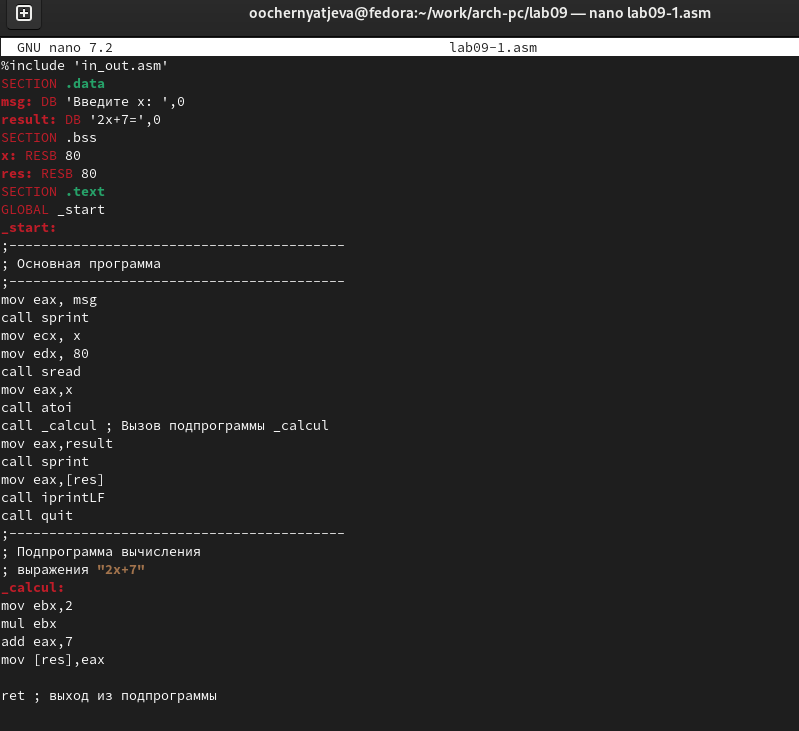 oochernyatjeva@fedora:~/work/arch-pc/lab09 — nano lab09-1.asm
GNU nano 7.2 lab09-1.asm
%include 'in_out.asm'
SECTION .data
msg: DB 'Введите x: ',0
result: DB '2x+7=',0
SECTION .bss
x: RESB 80
res: RESB 80
SECTION .text
GLOBAL _start
_start:
;------------------------------------------
; Основная программа
;------------------------------------------
mov eax, msg
call sprint
mov ecx, x
mov edx, 80
call sread
mov eax,x
call atoi
call _calcul ; Вызов подпрограммы _calcul
mov eax,result
call sprint
mov eax,[res]
call iprintLF
call quit
;------------------------------------------
; Подпрограмма вычисления
; выражения "2x+7"
_calcul:
mov ebx,2
mul ebx
add eax,7
mov [res],eax
ret ; выход из подпрограммы